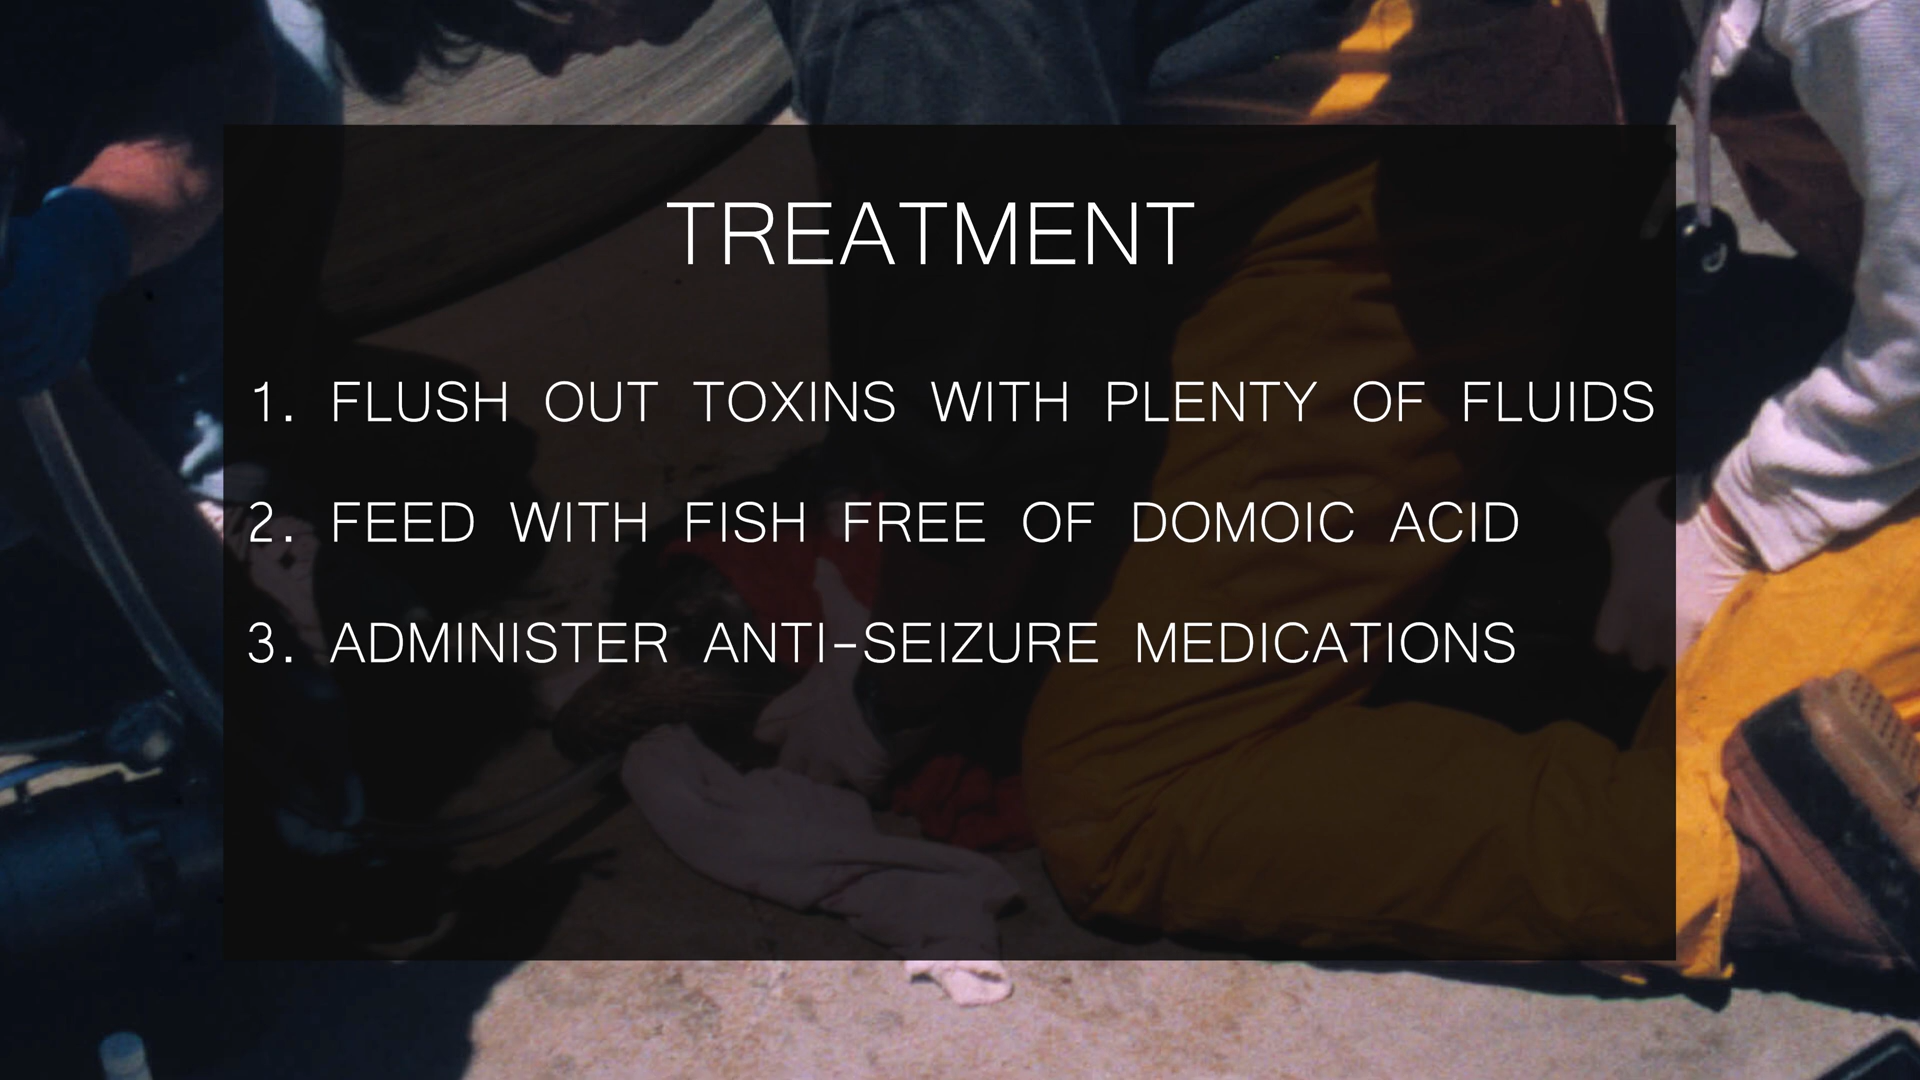 TREATMENT
1. FLUSH OUT TOXINS WITH PLENTY OF FLUIDS
2. FEED WITH FISH FREE OF DOMOIC ACID
3. ADMINISTER ANTI-SEIZURE MEDICATIONS